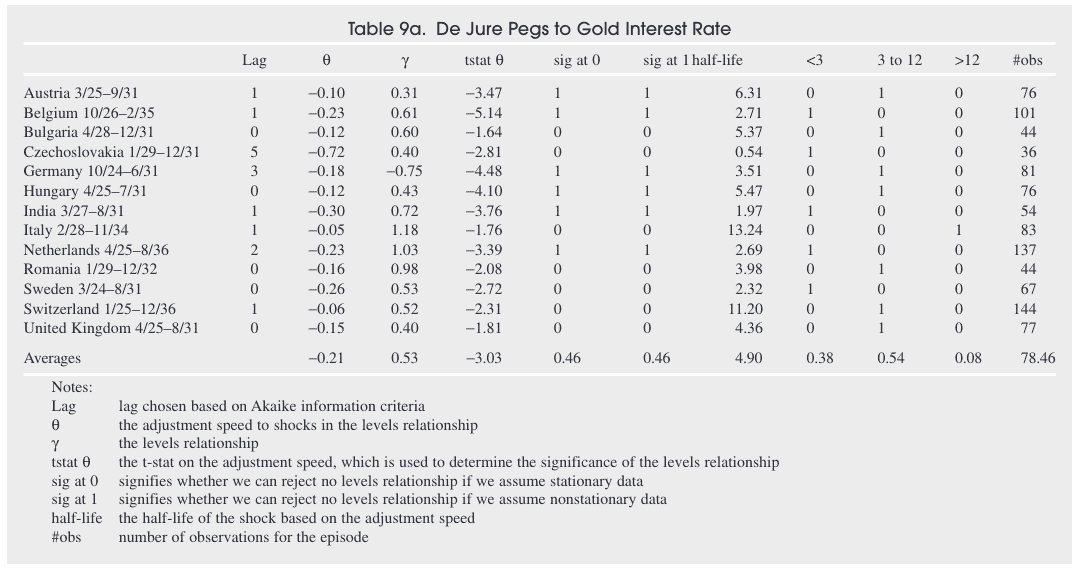 Table 9a. De Jure Pegs to Gold Interest Rate
Lag θ γ tstat θ sig at 0 sig at 1 half-life <3 3 to 12 >12 #obs
Austria 3/25–9/31 1 −0.10 0.31 −3.47 1 1 6.31 0 1 0 76
Belgium 10/26–2/35 1 −0.23 0.61 −5.14 1 1 2.71 1 0 0 101
Bulgaria 4/28–12/31 0 −0.12 0.60 −1.64 0 0 5.37 0 1 0 44
Czechoslovakia 1/29–12/31 5 −0.72 0.40 −2.81 0 0 0.54 1 0 0 36
Germany 10/24–6/31 3 −0.18 −0.75 −4.48 1 1 3.51 0 1 0 81
Hungary 4/25–7/31 0 −0.12 0.43 −4.10 1 1 5.47 0 1 0 76
India 3/27–8/31 1 −0.30 0.72 −3.76 1 1 1.97 1 0 0 54
Italy 2/28–11/34 1 −0.05 1.18 −1.76 0 0 13.24 0 0 1 83
Netherlands 4/25–8/36 2 −0.23 1.03 −3.39 1 1 2.69 1 0 0 137
Romania 1/29–12/32 0 −0.16 0.98 −2.08 0 0 3.98 0 1 0 44
Sweden 3/24–8/31 0 −0.26 0.53 −2.72 0 0 2.32 1 0 0 67
Switzerland 1/25–12/36 1 −0.06 0.52 −2.31 0 0 11.20 0 1 0 144
United Kingdom 4/25–8/31 0 −0.15 0.40 −1.81 0 0 4.36 0 1 0 77
Averages −0.21 0.53 −3.03 0.46 0.46 4.90 0.38 0.54 0.08 78.46
Notes:
Lag lag chosen based on Akaike information criteria
θ the adjustment speed to shocks in the levels relationship
γ the levels relationship
tstat θ the t-stat on the adjustment speed, which is used to determine the significance of the levels relationship
sig at 0 signifies whether we can reject no levels relationship if we assume stationary data
sig at 1 signifies whether we can reject no levels relationship if we assume nonstationary data
half-life the half-life of the shock based on the adjustment speed
#obs number of observations for the episode